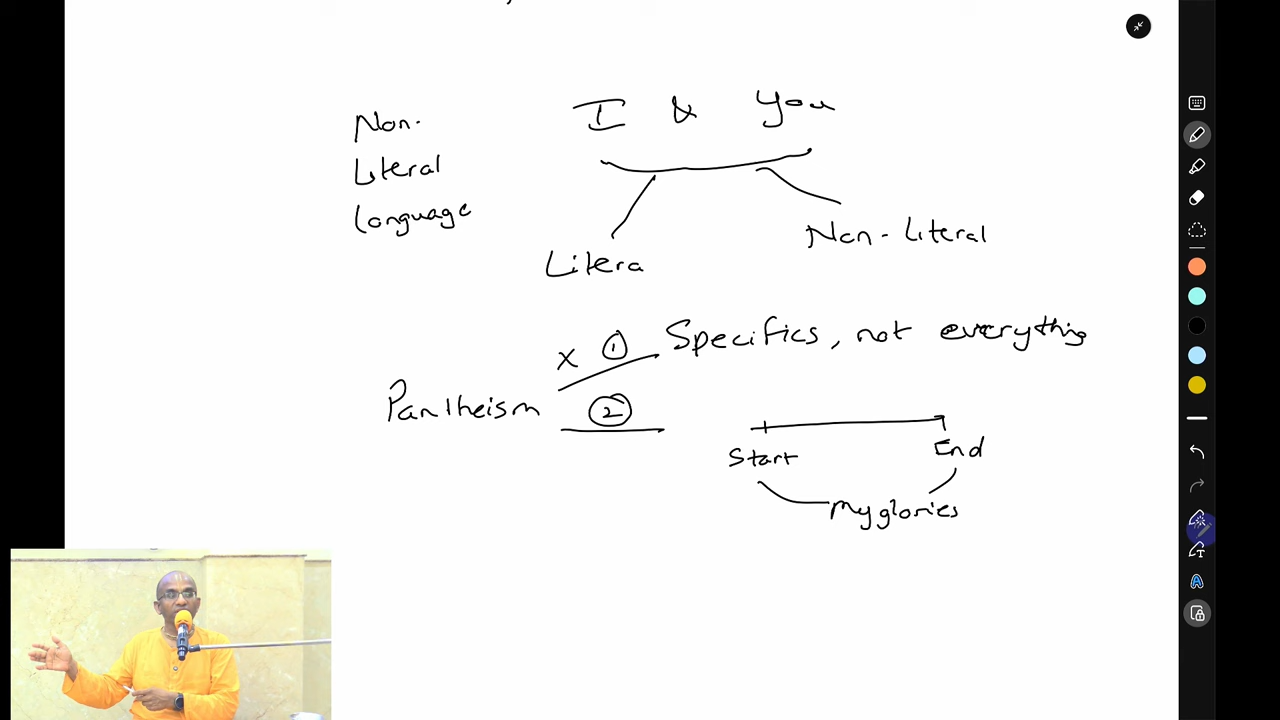 I & You
Non-
Literal
Language
Litera
Non-Literal
x ① Specifics, not everything
Pantheism ②
Start
End
My glories